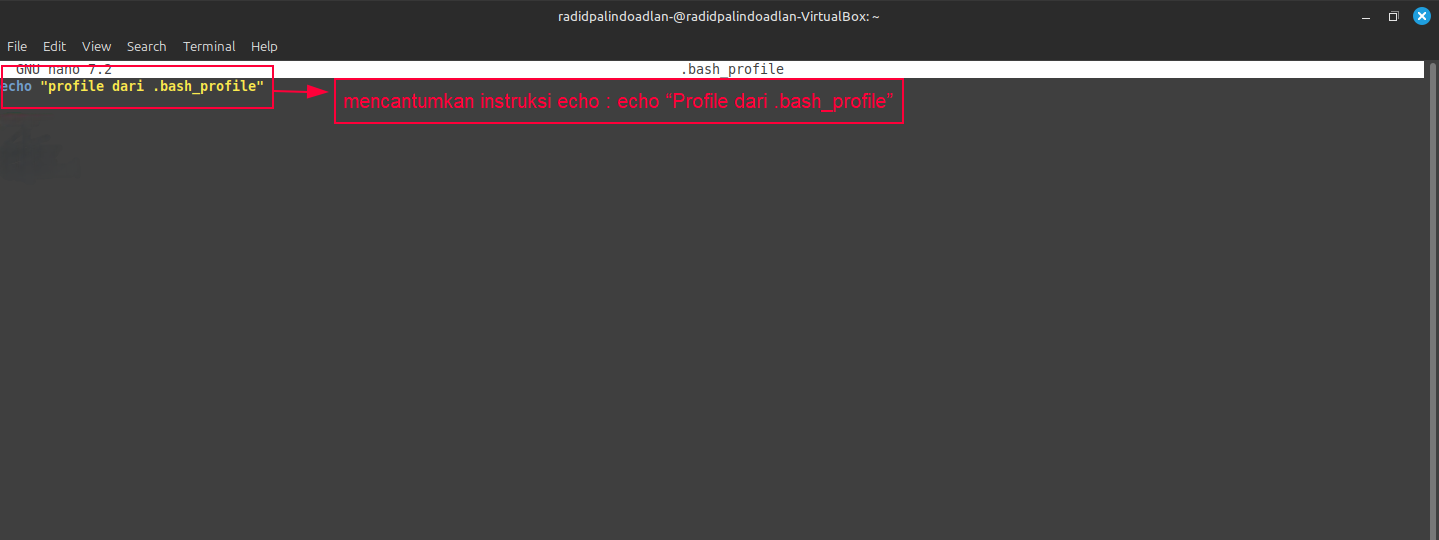 radidpalindoadlan-@radidpalindoadlan-VirtualBox: ~
File Edit View Search Terminal Help
GNU nano 7.2 .bash_profile
echo "profile dari .bash_profile"
mencantumkan instruksi echo : echo “Profile dari .bash_profile”